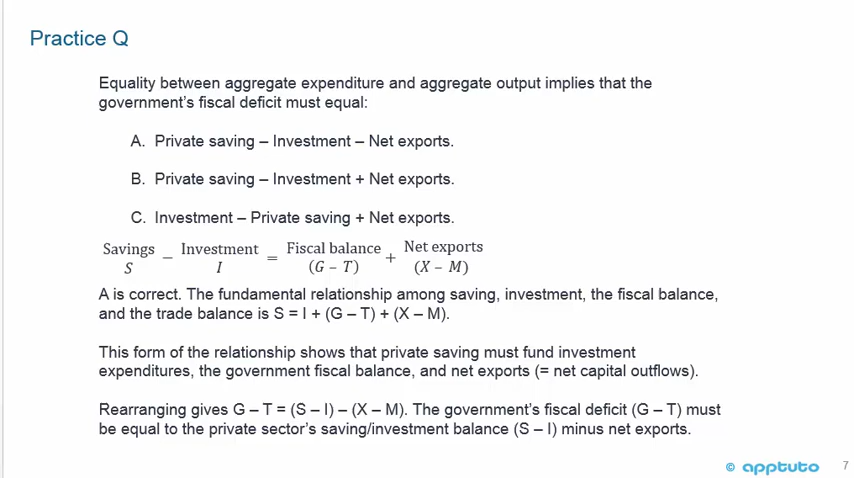 Practice Q
Equality between aggregate expenditure and aggregate output implies that the
government's fiscal deficit must equal:
A. Private saving – Investment – Net exports.
B. Private saving – Investment + Net exports.
C. Investment – Private saving + Net exports.
Savings – Investment = Fiscal balance + Net exports
S I (G – T) (X – M)
A is correct. The fundamental relationship among saving, investment, the fiscal balance,
and the trade balance is S = I + (G – T) + (X – M).
This form of the relationship shows that private saving must fund investment
expenditures, the government fiscal balance, and net exports (= net capital outflows).
Rearranging gives G – T = (S – I) – (X – M). The government's fiscal deficit (G – T) must
be equal to the private sector's saving/investment balance (S – I) minus net exports.
© apptuto 7